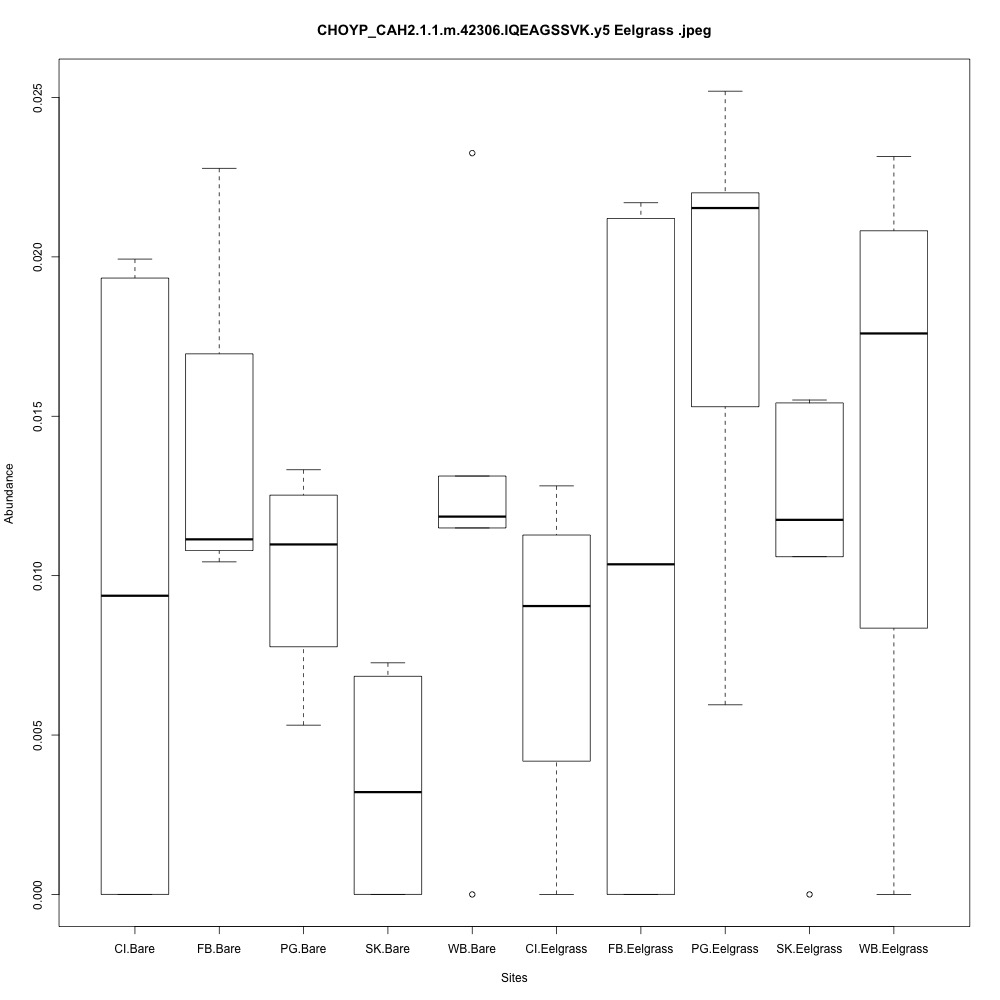 CHOYP_CAH2.1.1.m.42306.IQEAGSSVK.y5 Eelgrass .jpeg
0.025
0.020
0.015
0.010
0.005
0.000
Abundance
CI.Bare FB.Bare PG.Bare SK.Bare WB.Bare CI.Eelgrass FB.Eelgrass PG.Eelgrass SK.Eelgrass WB.Eelgrass
Sites